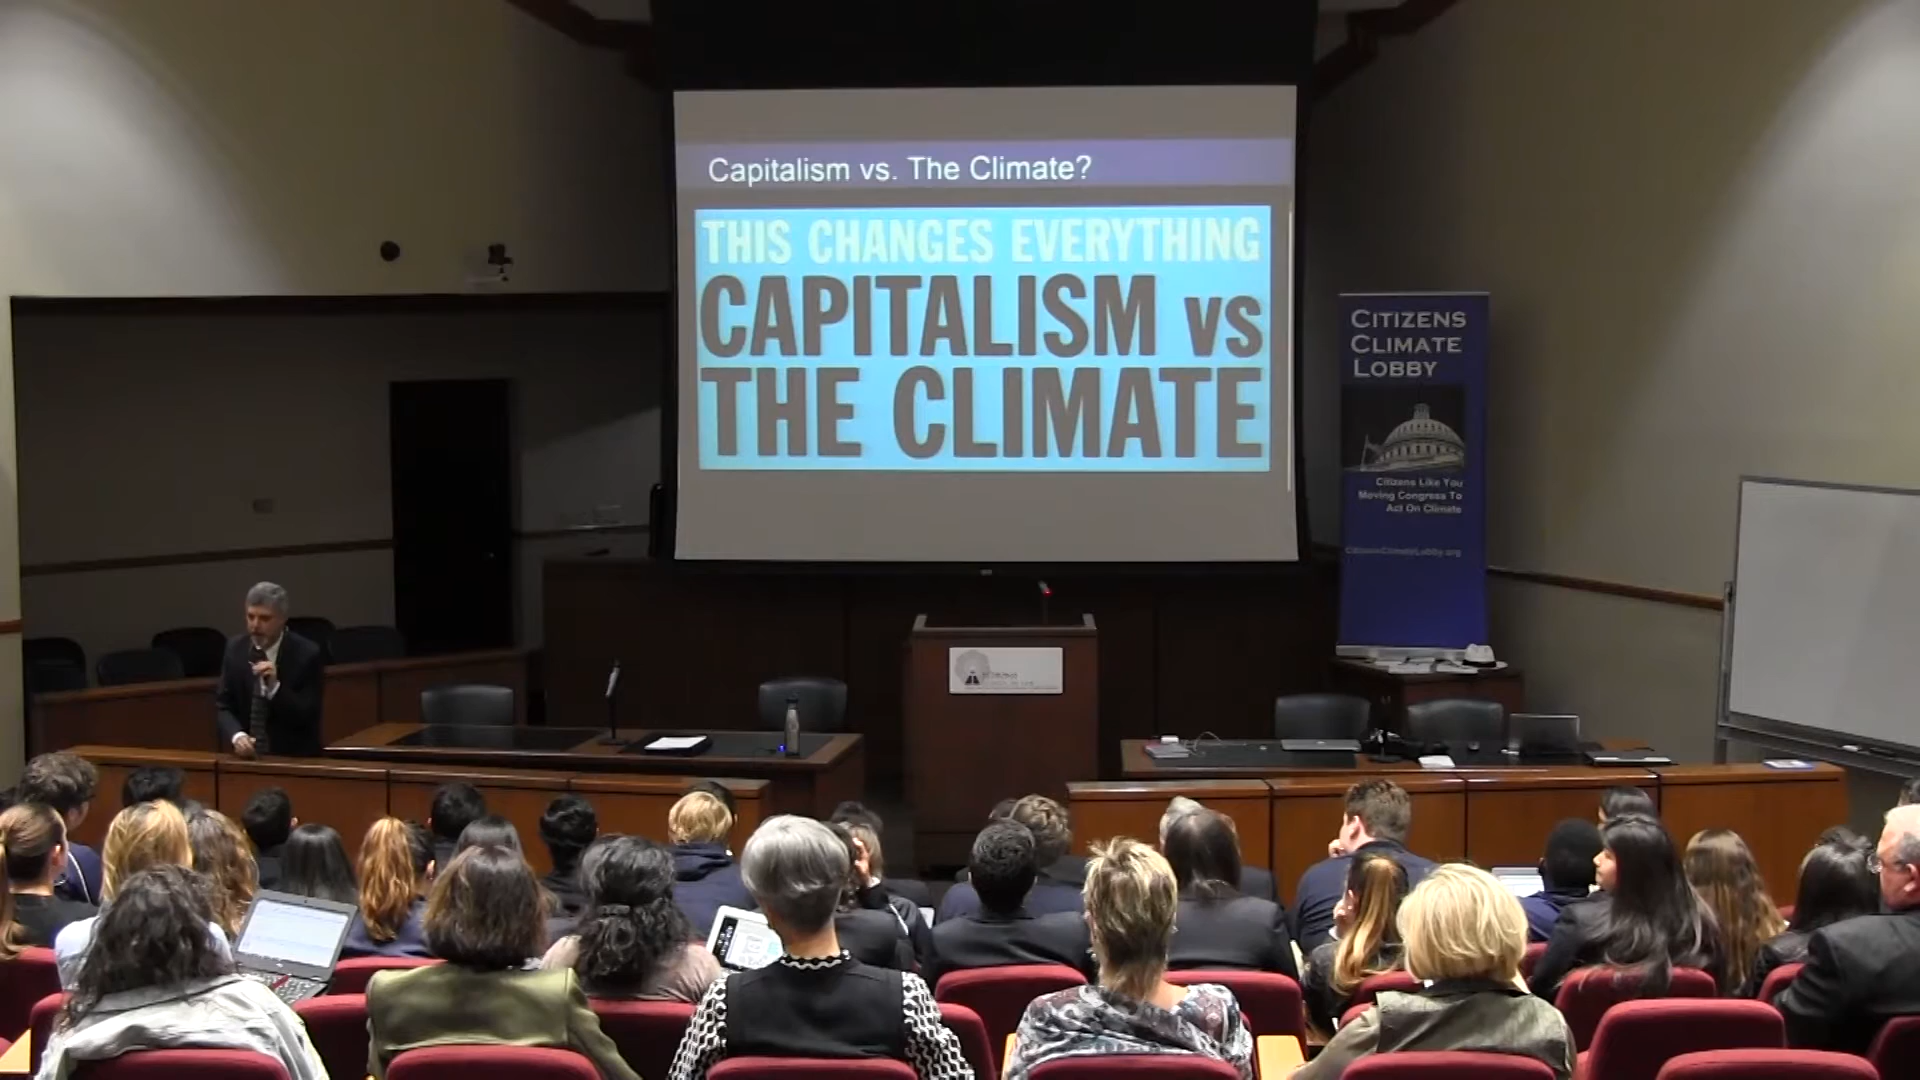 Capitalism vs. The Climate?
THIS CHANGES EVERYTHING
CAPITALISM VS
THE CLIMATE
CITIZENS
CLIMATE
LOBBY
Citizens Like You
Moving Congress To
Act On Climate
CitizensClimateLobby.org